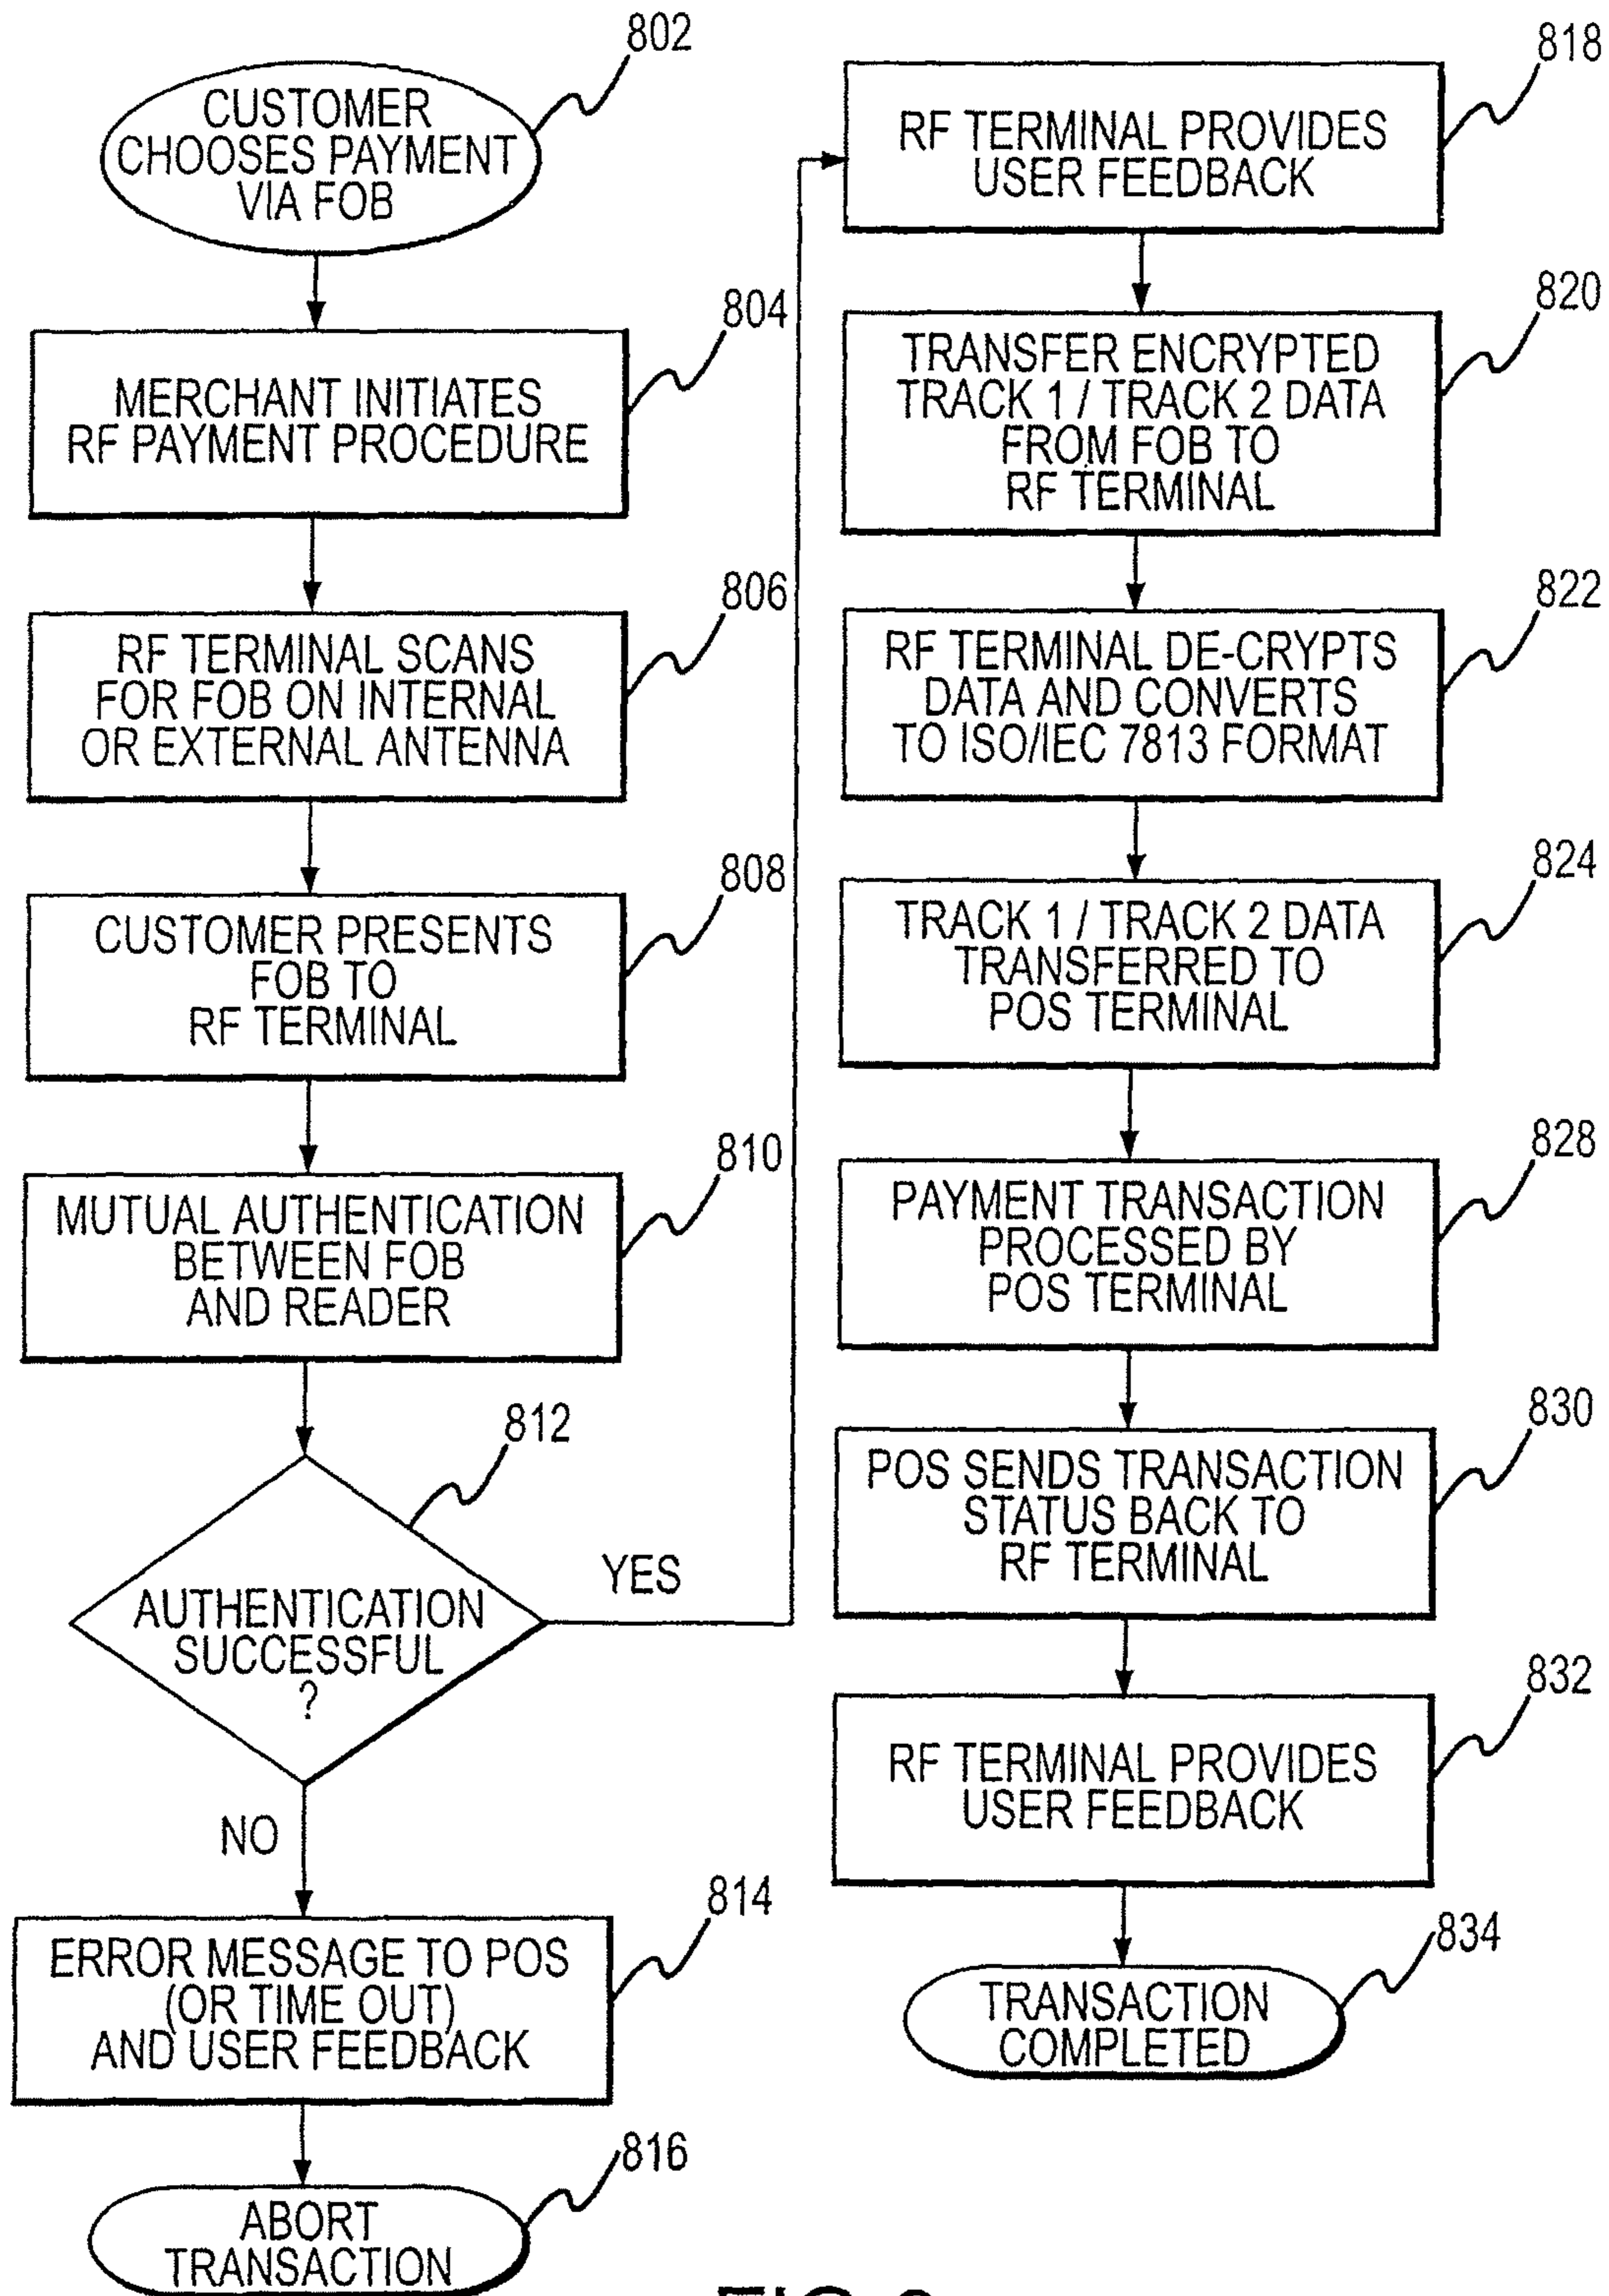 802
CUSTOMER
CHOOSES PAYMENT
VIA FOB
804
MERCHANT INITIATES
RF PAYMENT PROCEDURE
806
RF TERMINAL SCANS
FOR FOB ON INTERNAL
OR EXTERNAL ANTENNA
808
CUSTOMER PRESENTS
FOB TO
RF TERMINAL
810
MUTUAL AUTHENTICATION
BETWEEN FOB
AND READER
812
AUTHENTICATION
SUCCESSFUL
?
YES
NO
814
ERROR MESSAGE TO POS
(OR TIME OUT)
AND USER FEEDBACK
816
ABORT
TRANSACTION
818
RF TERMINAL PROVIDES
USER FEEDBACK
820
TRANSFER ENCRYPTED
TRACK 1 / TRACK 2 DATA
FROM FOB TO
RF TERMINAL
822
RF TERMINAL DE-CRYPTS
DATA AND CONVERTS
TO ISO/IEC 7813 FORMAT
824
TRACK 1 / TRACK 2 DATA
TRANSFERRED TO
POS TERMINAL
828
PAYMENT TRANSACTION
PROCESSED BY
POS TERMINAL
830
POS SENDS TRANSACTION
STATUS BACK TO
RF TERMINAL
832
RF TERMINAL PROVIDES
USER FEEDBACK
834
TRANSACTION
COMPLETED